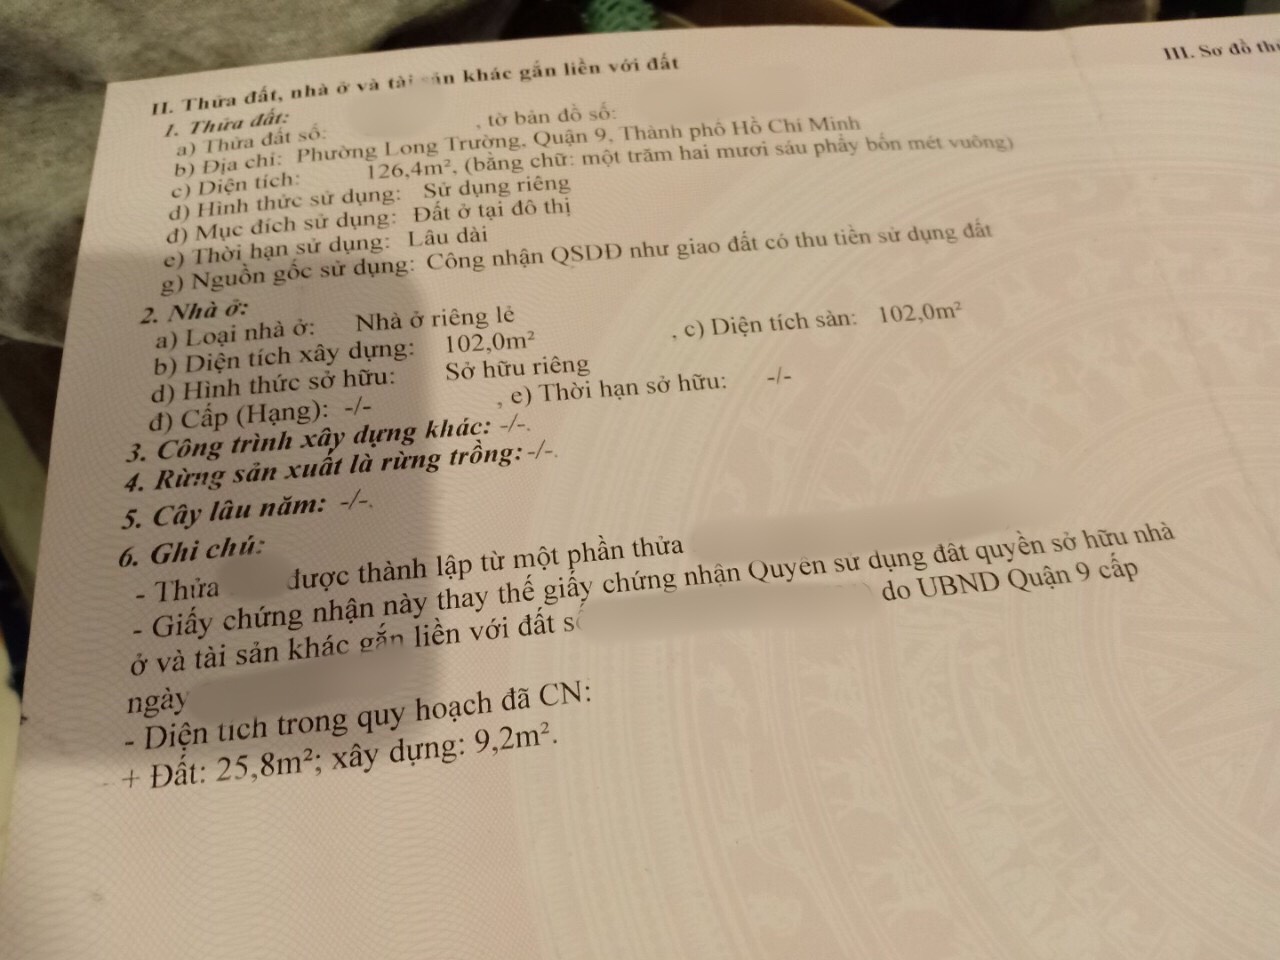 II. Thửa đất, nhà ở và tài sản khác gắn liền với đất
1. Thửa đất:
a) Thửa đất số: , tờ bản đồ số:
b) Địa chỉ: Phường Long Trường, Quận 9, Thành phố Hồ Chí Minh
c) Diện tích: 126,4m², (bằng chữ: một trăm hai mươi sáu phẩy bốn mét vuông)
d) Hình thức sử dụng: Sử dụng riêng
đ) Mục đích sử dụng: Đất ở tại đô thị
e) Thời hạn sử dụng: Lâu dài
g) Nguồn gốc sử dụng: Công nhận QSDĐ như giao đất có thu tiền sử dụng đất
2. Nhà ở:
a) Loại nhà ở: Nhà ở riêng lẻ
b) Diện tích xây dựng: 102,0m² , c) Diện tích sàn: 102,0m²
d) Hình thức sở hữu: Sở hữu riêng
đ) Cấp (Hạng): -/- , e) Thời hạn sở hữu: -/-
3. Công trình xây dựng khác: -/-.
4. Rừng sản xuất là rừng trồng: -/-.
5. Cây lâu năm: -/-.
6. Ghi chú:
- Thửa được thành lập từ một phần thửa
- Giấy chứng nhận này thay thế giấy chứng nhận Quyền sử dụng đất quyền sở hữu nhà
ở và tài sản khác gắn liền với đất số ) do UBND Quận 9 cấp
ngày
- Diện tích trong quy hoạch đã CN:
+ Đất: 25,8m²; xây dựng: 9,2m².
III. Sơ đồ